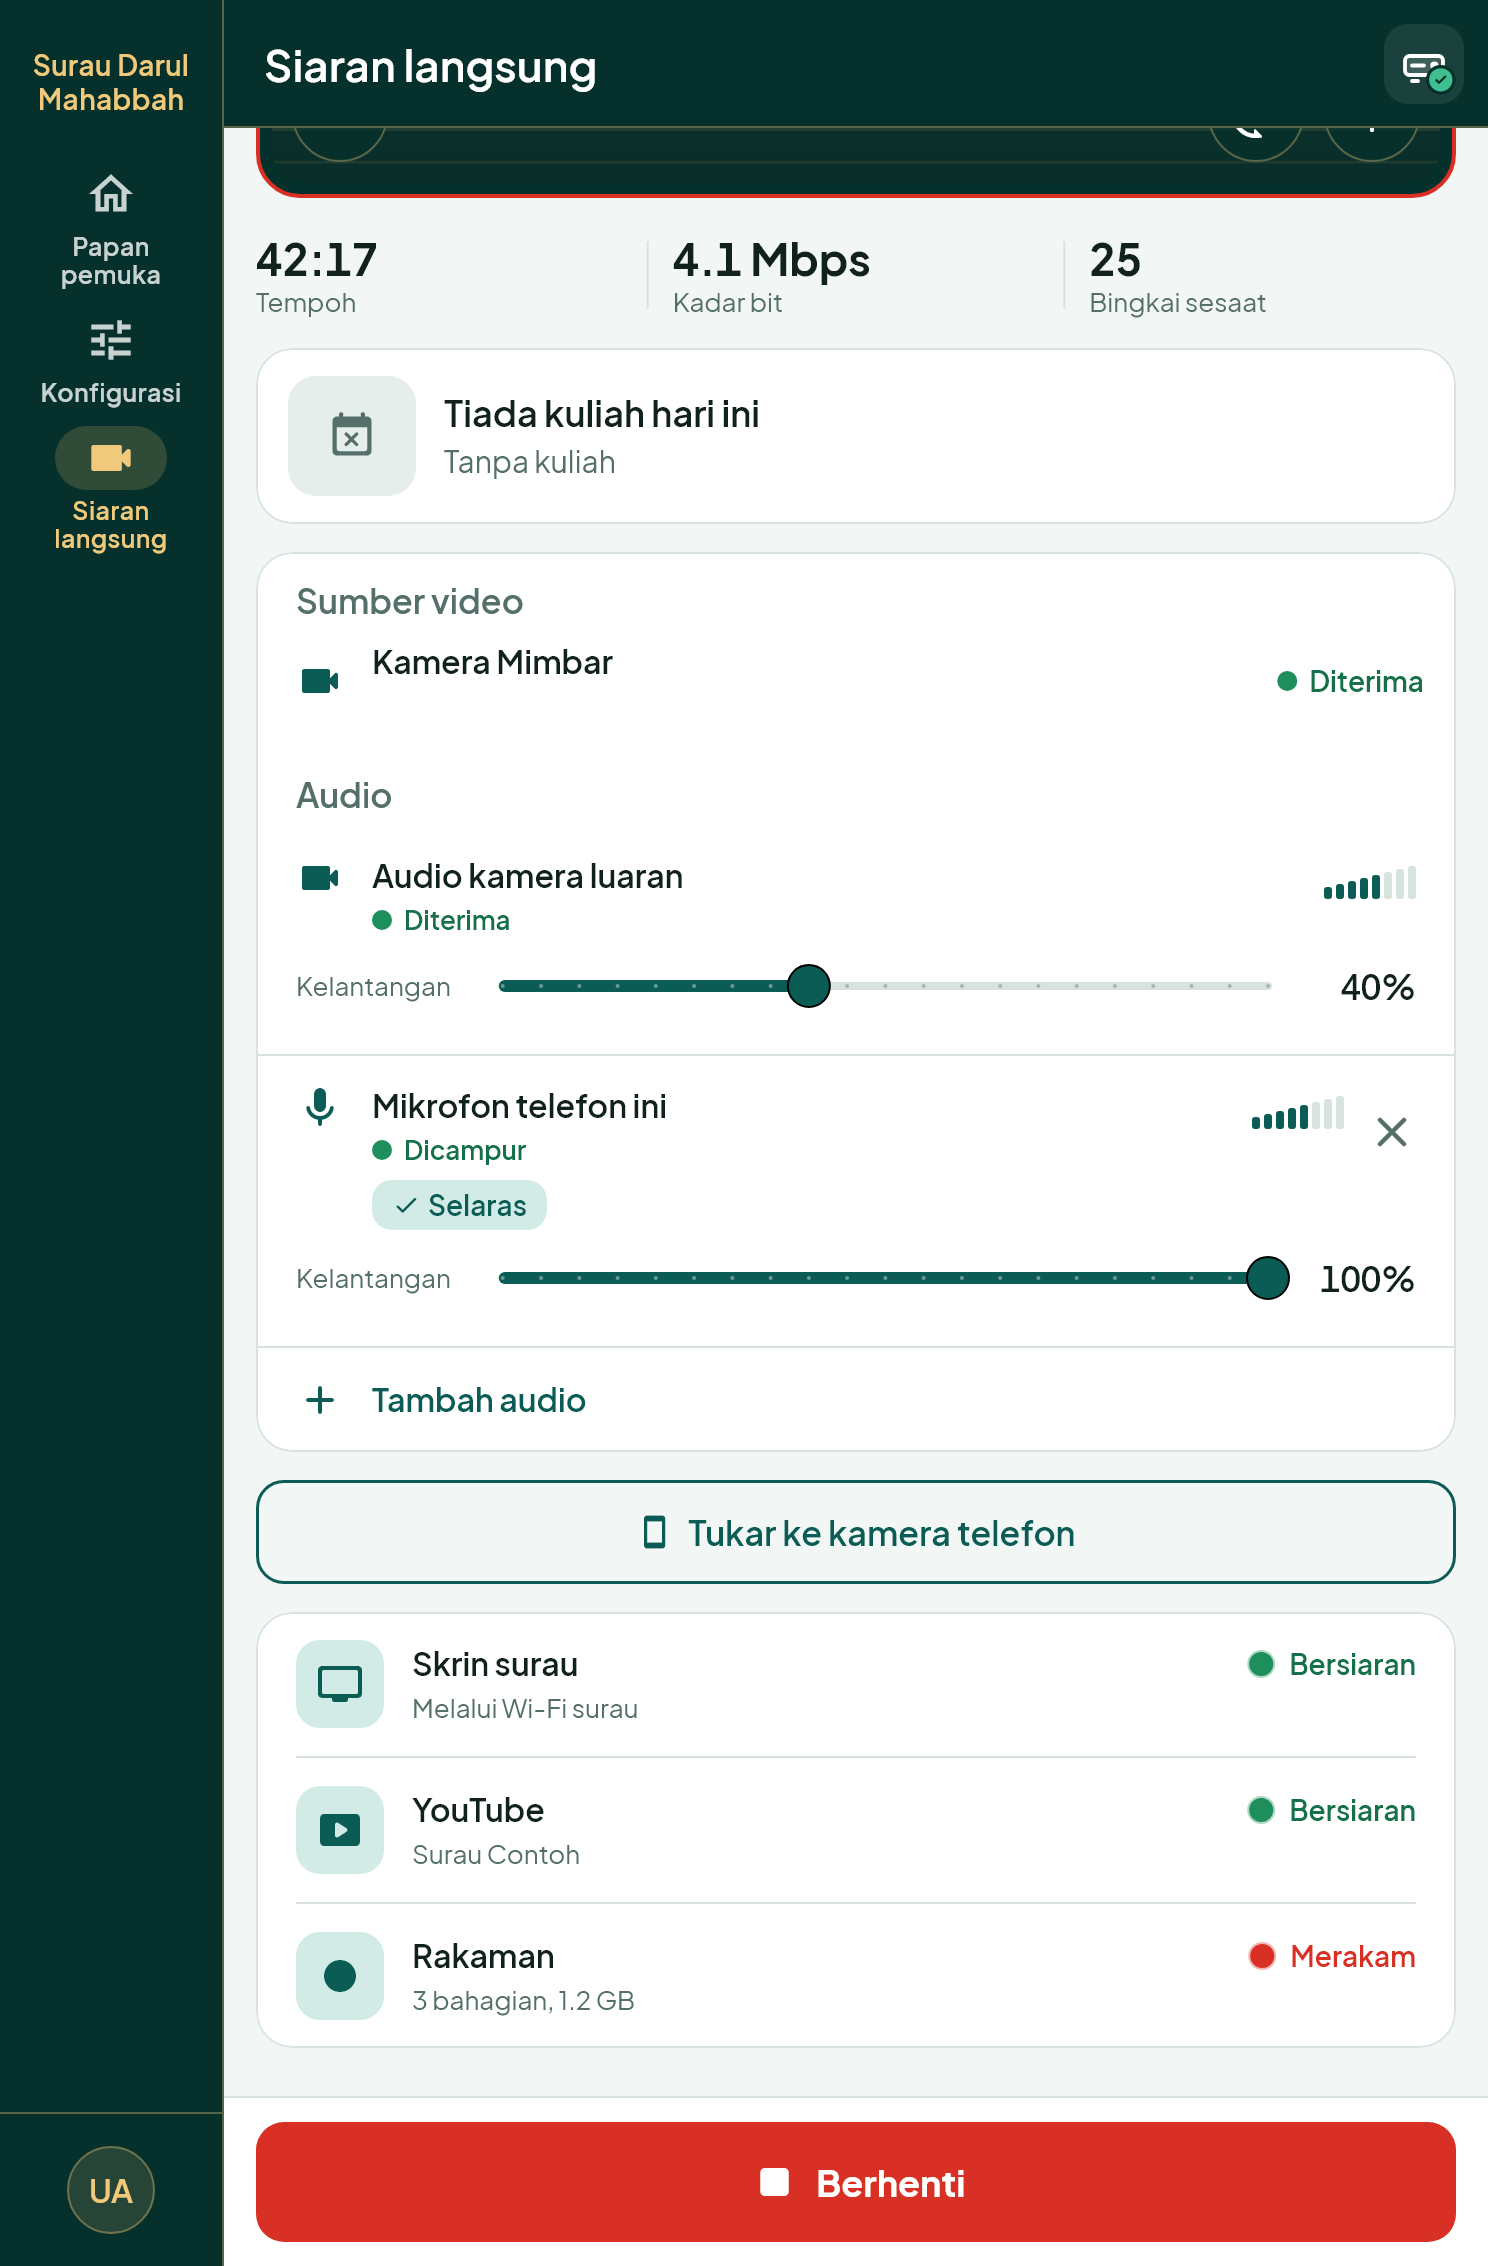 Surau Darul
Mahabbah
Papan
pemuka
Konfigurasi
Siaran
langsung
UA
Siaran langsung
42:17
Tempoh
4.1 Mbps
Kadar bit
25
Bingkai sesaat
Tiada kuliah hari ini
Tanpa kuliah
Sumber video
Kamera Mimbar
Diterima
Audio
Audio kamera luaran
Diterima
Kelantangan
40%
Mikrofon telefon ini
Dicampur
Selaras
Kelantangan
100%
Tambah audio
Tukar ke kamera telefon
Skrin surau
Bersiaran
Melalui Wi-Fi surau
YouTube
Bersiaran
Surau Contoh
Rakaman
Merakam
3 bahagian, 1.2 GB
Berhenti